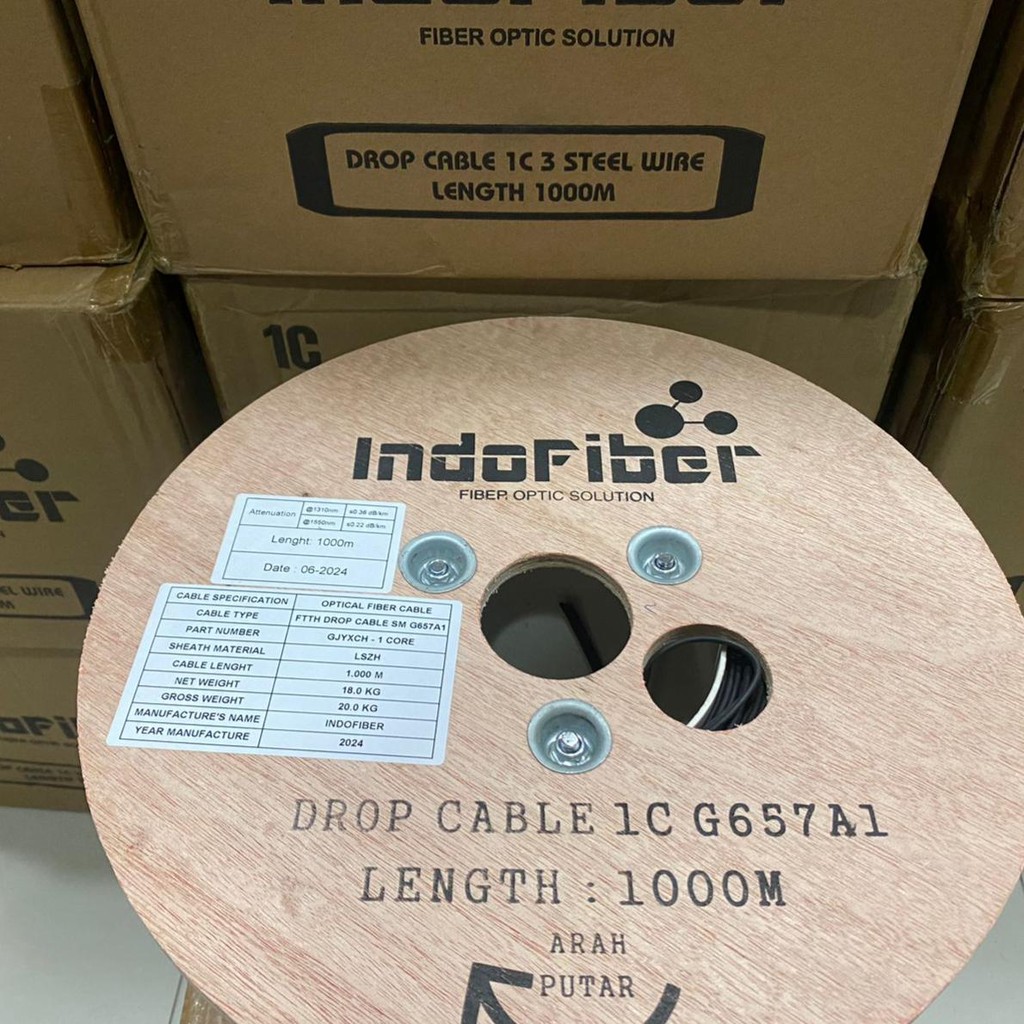 IndoFiber
FIBER OPTIC SOLUTION
DROP CABLE 1C 3 STEEL WIRE
LENGTH 1000M
1C
IndoFiber
FIBER OPTIC SOLUTION
Attenuation @1310nm ≤0.36 dB/km
@1550nm ≤0.22 dB/km
Lenght: 1000m
Date : 06-2024
CABLE SPECIFICATION OPTICAL FIBER CABLE
CABLE TYPE FTTH DROP CABLE SM G657A1
PART NUMBER GJYXCH - 1 CORE
SHEATH MATERIAL LSZH
CABLE LENGHT 1.000 M
NET WEIGHT 18.0 KG
GROSS WEIGHT 20.0 KG
MANUFACTURE'S NAME INDOFIBER
YEAR MANUFACTURE 2024
DROP CABLE 1C G657A1
LENGTH : 1000M
ARAH
PUTAR